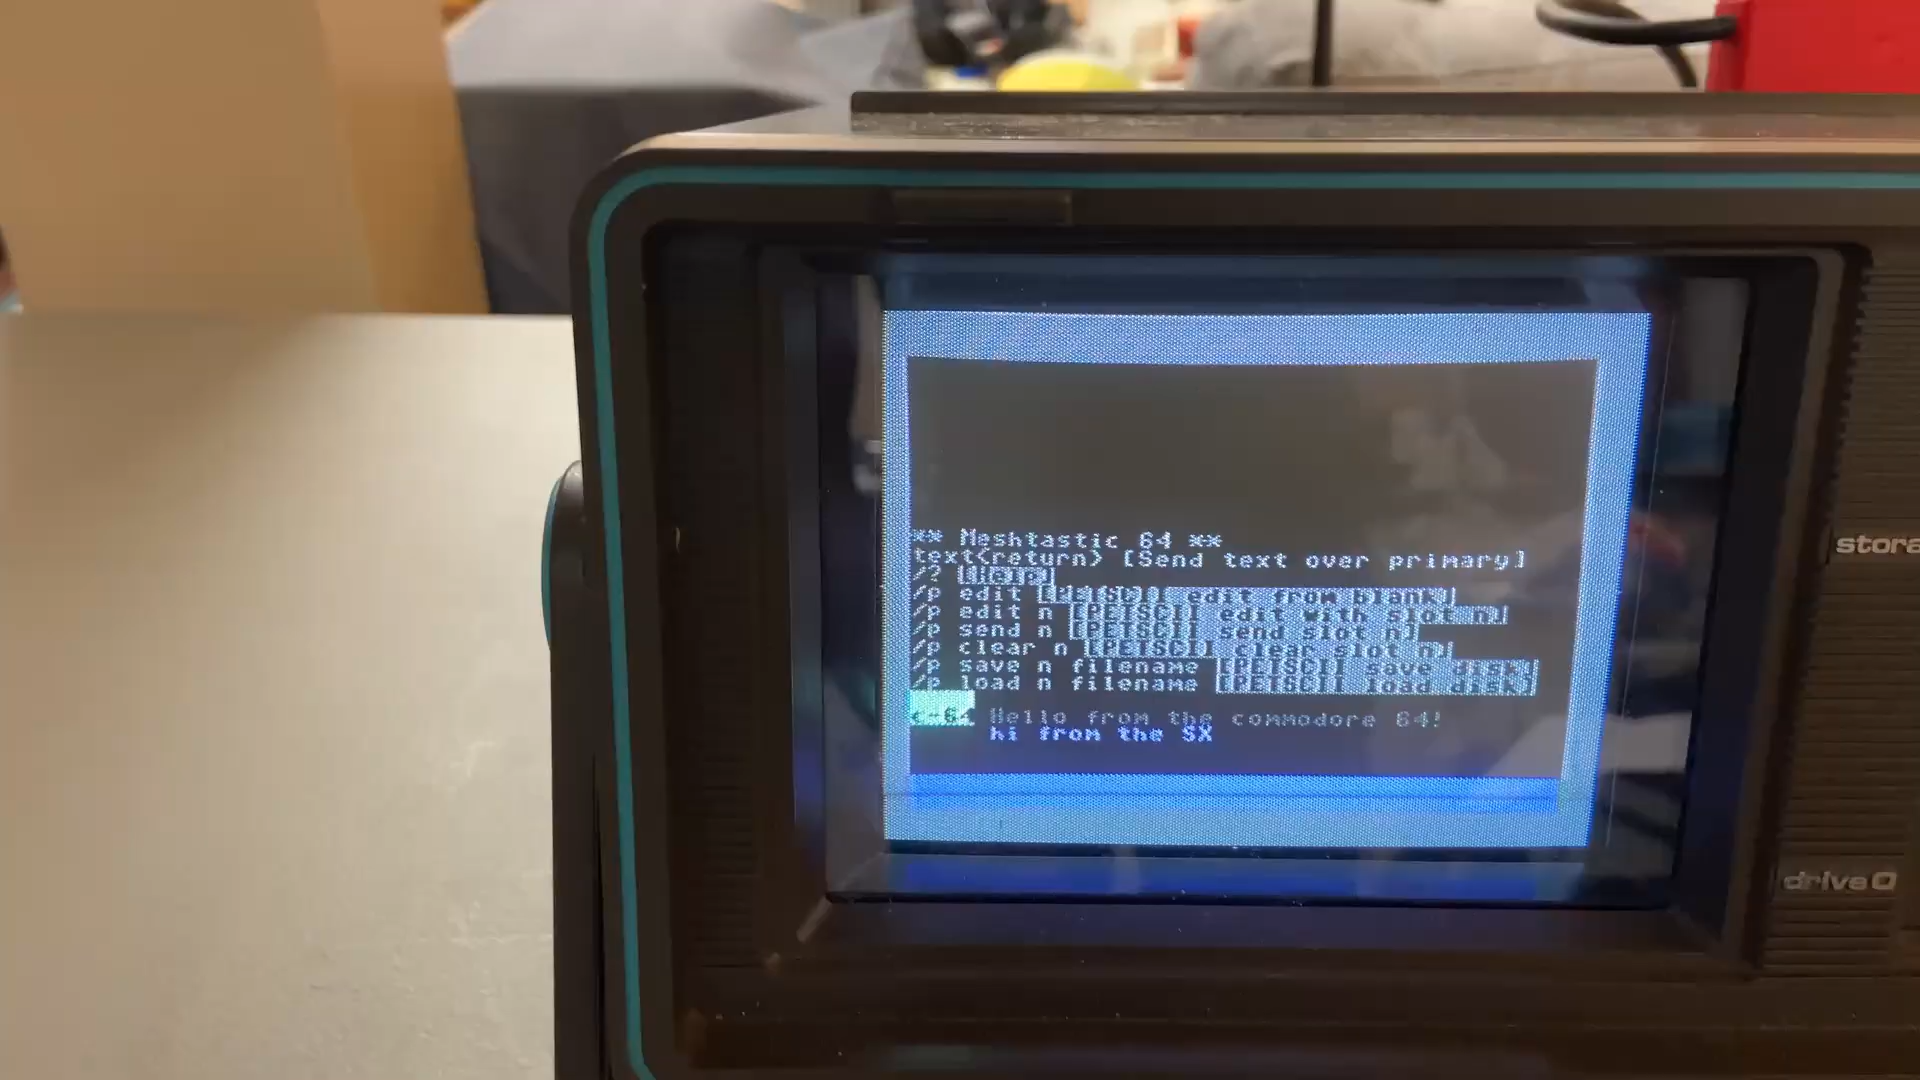 ** Meshtastic 64 **
text<return> [Send text over primary]
/? [Help]
/p edit [PETSCII edit from blank]
/p edit n [PETSCII edit with slot n]
/p send n [PETSCII send slot n]
/p clear n [PETSCII clear slot n]
/p save n filename [PETSCII save disk]
/p load n filename [PETSCII load disk]
c-64 Hello from the commodore 64!
hi from the SX
stora
drive 0